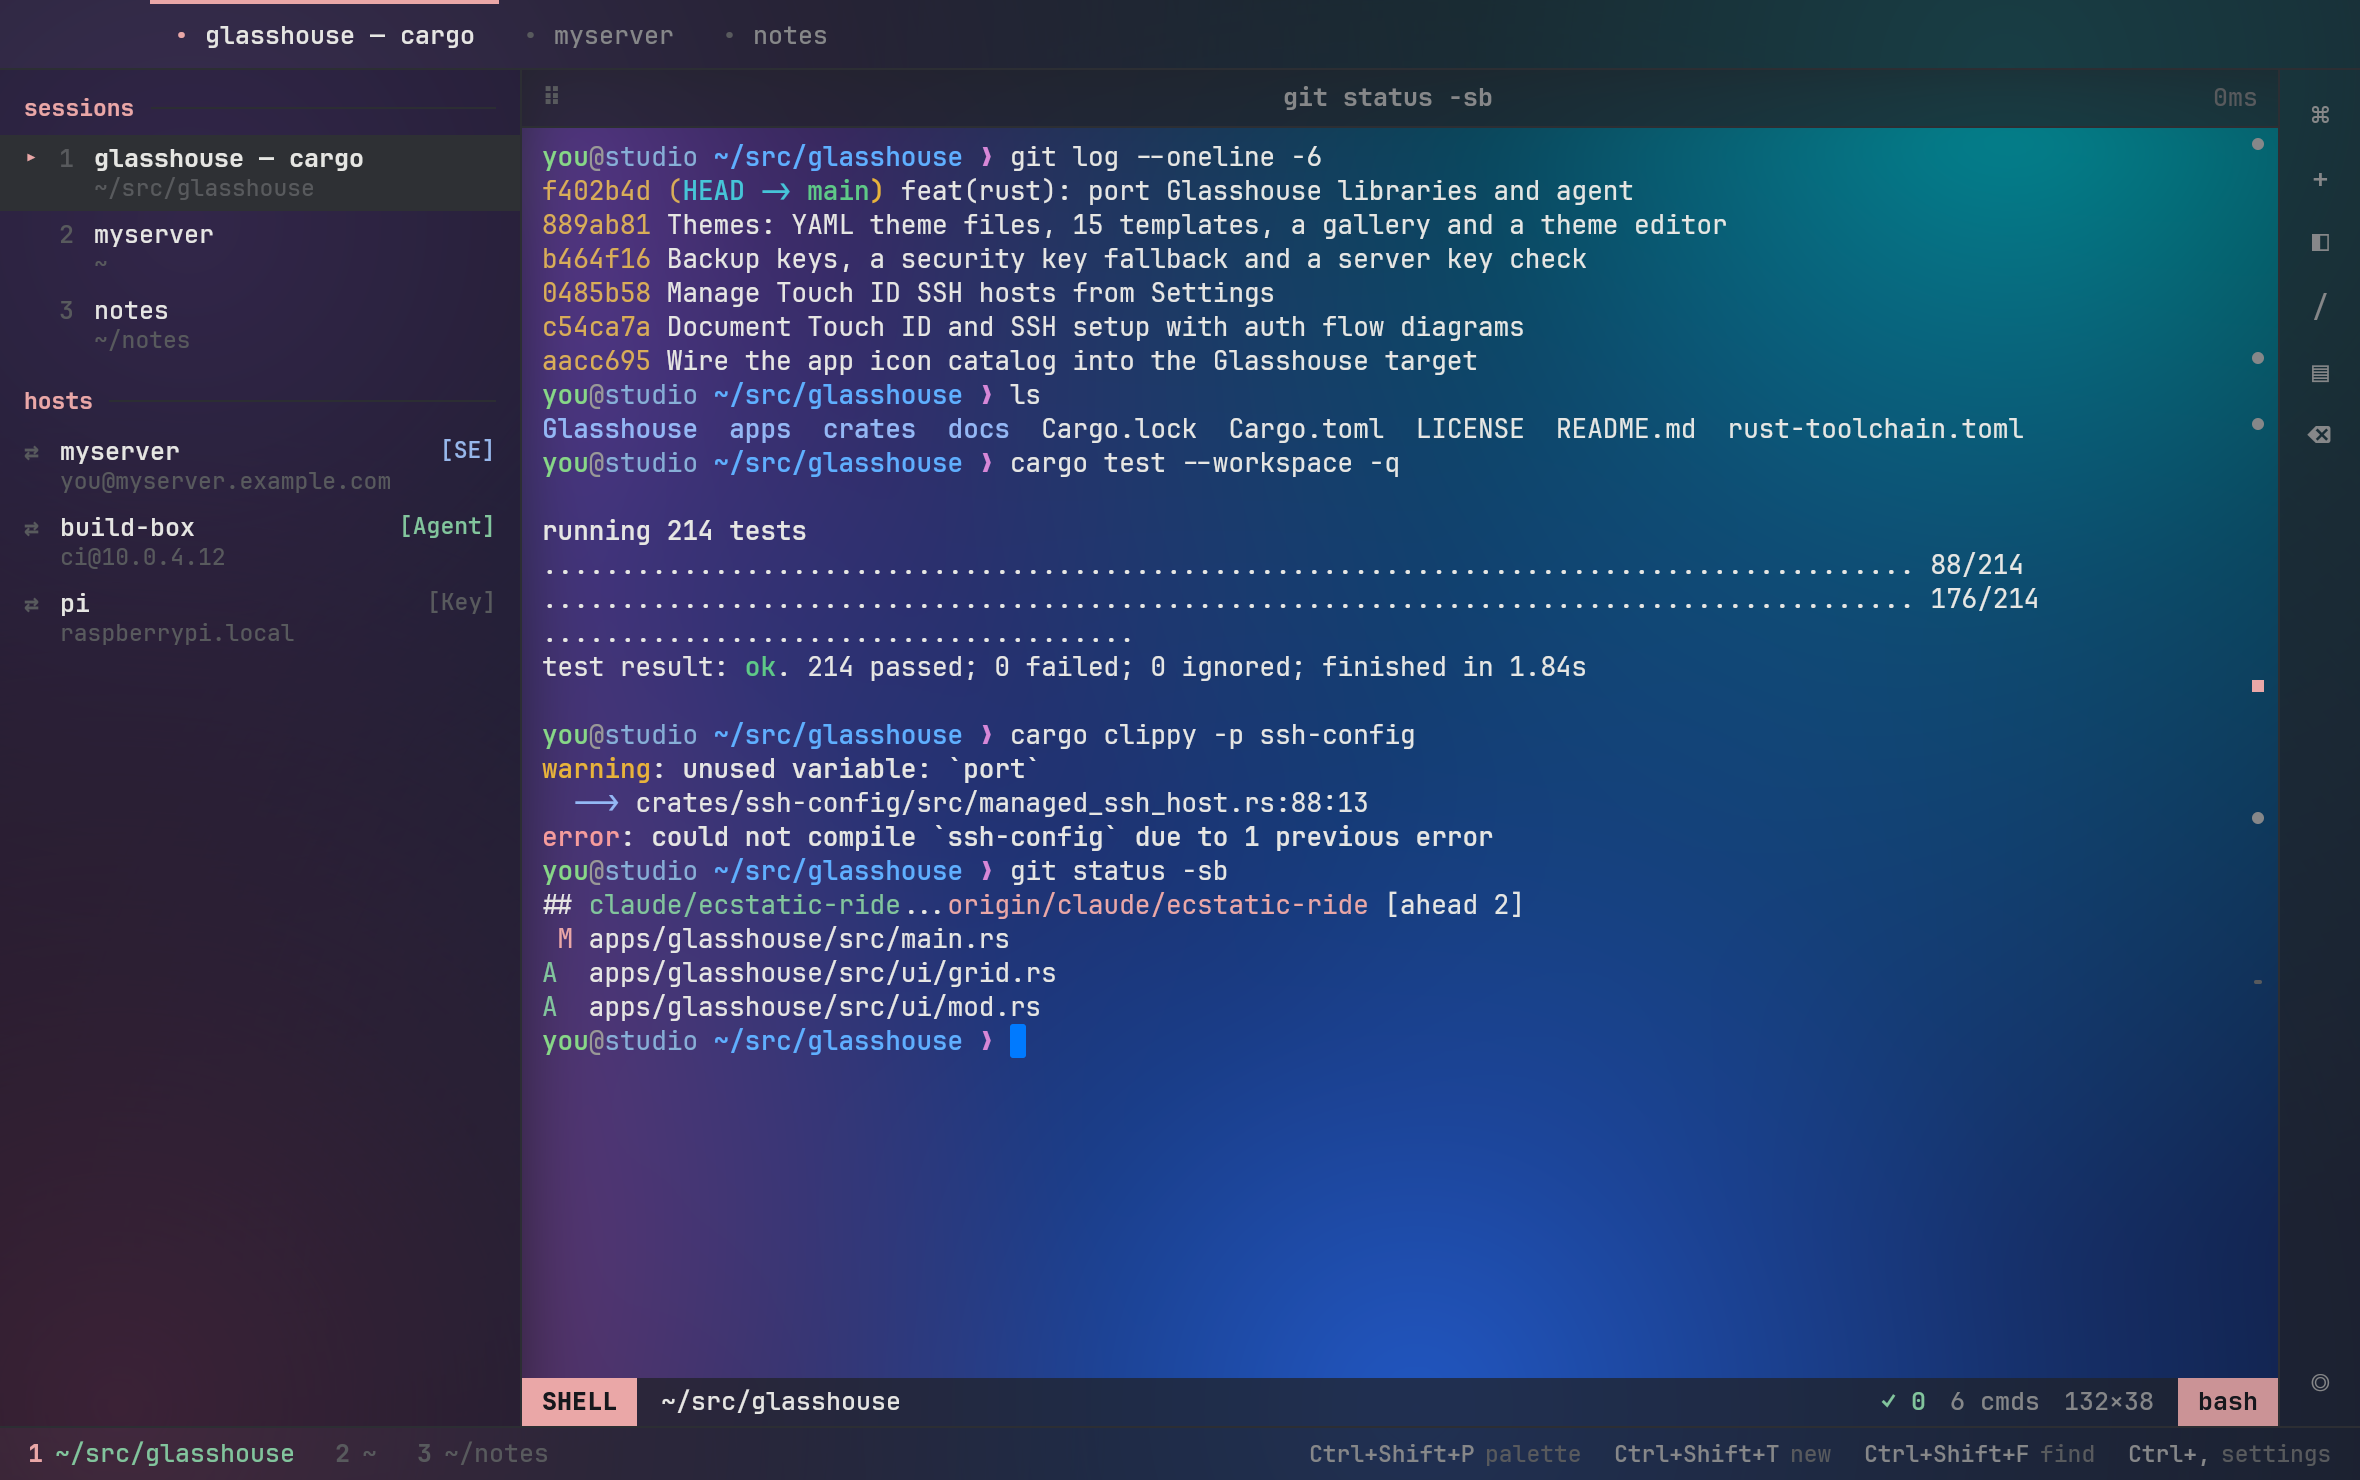 • glasshouse — cargo • myserver • notes
sessions
▸ 1 glasshouse — cargo
~/src/glasshouse
2 myserver
~
3 notes
~/notes
hosts
⇄ myserver [SE]
you@myserver.example.com
⇄ build-box [Agent]
ci@10.0.4.12
⇄ pi [Key]
raspberrypi.local
git status -sb 0ms
you@studio ~/src/glasshouse ❯ git log --oneline -6
f402b4d (HEAD -> main) feat(rust): port Glasshouse libraries and agent
889ab81 Themes: YAML theme files, 15 templates, a gallery and a theme editor
b464f16 Backup keys, a security key fallback and a server key check
0485b58 Manage Touch ID SSH hosts from Settings
c54ca7a Document Touch ID and SSH setup with auth flow diagrams
aacc695 Wire the app icon catalog into the Glasshouse target
you@studio ~/src/glasshouse ❯ ls
Glasshouse  apps  crates  docs  Cargo.lock  Cargo.toml  LICENSE  README.md  rust-toolchain.toml
you@studio ~/src/glasshouse ❯ cargo test --workspace -q
running 214 tests
........................................................................................ 88/214
........................................................................................ 176/214
......................................
test result: ok. 214 passed; 0 failed; 0 ignored; finished in 1.84s
you@studio ~/src/glasshouse ❯ cargo clippy -p ssh-config
warning: unused variable: `port`
--> crates/ssh-config/src/managed_ssh_host.rs:88:13
error: could not compile `ssh-config` due to 1 previous error
you@studio ~/src/glasshouse ❯ git status -sb
## claude/ecstatic-ride...origin/claude/ecstatic-ride [ahead 2]
M apps/glasshouse/src/main.rs
A  apps/glasshouse/src/ui/grid.rs
A  apps/glasshouse/src/ui/mod.rs
you@studio ~/src/glasshouse ❯
SHELL ~/src/glasshouse ✓ 0 6 cmds 132×38 bash
1 ~/src/glasshouse 2 ~ 3 ~/notes Ctrl+Shift+P palette Ctrl+Shift+T new Ctrl+Shift+F find Ctrl+, settings